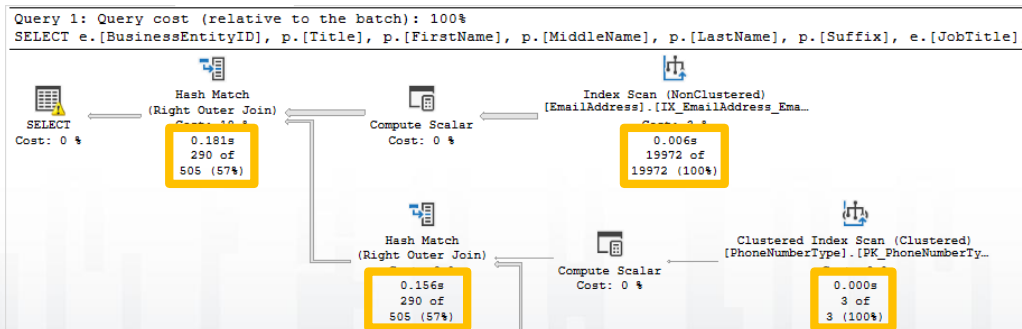 Query 1: Query cost (relative to the batch): 100%
SELECT e.[BusinessEntityID], p.[Title], p.[FirstName], p.[MiddleName], p.[LastName], p.[Suffix], e.[JobTitle]
SELECT
Cost: 0 %
Hash Match
(Right Outer Join)
0.181s
290 of
505 (57%)
Compute Scalar
Cost: 0 %
Index Scan (NonClustered)
[EmailAddress].[IX_EmailAddress_Ema…
0.006s
19972 of
19972 (100%)
Hash Match
(Right Outer Join)
0.156s
290 of
505 (57%)
Compute Scalar
Cost: 0 %
Clustered Index Scan (Clustered)
[PhoneNumberType].[PK_PhoneNumberTy…
0.000s
3 of
3 (100%)